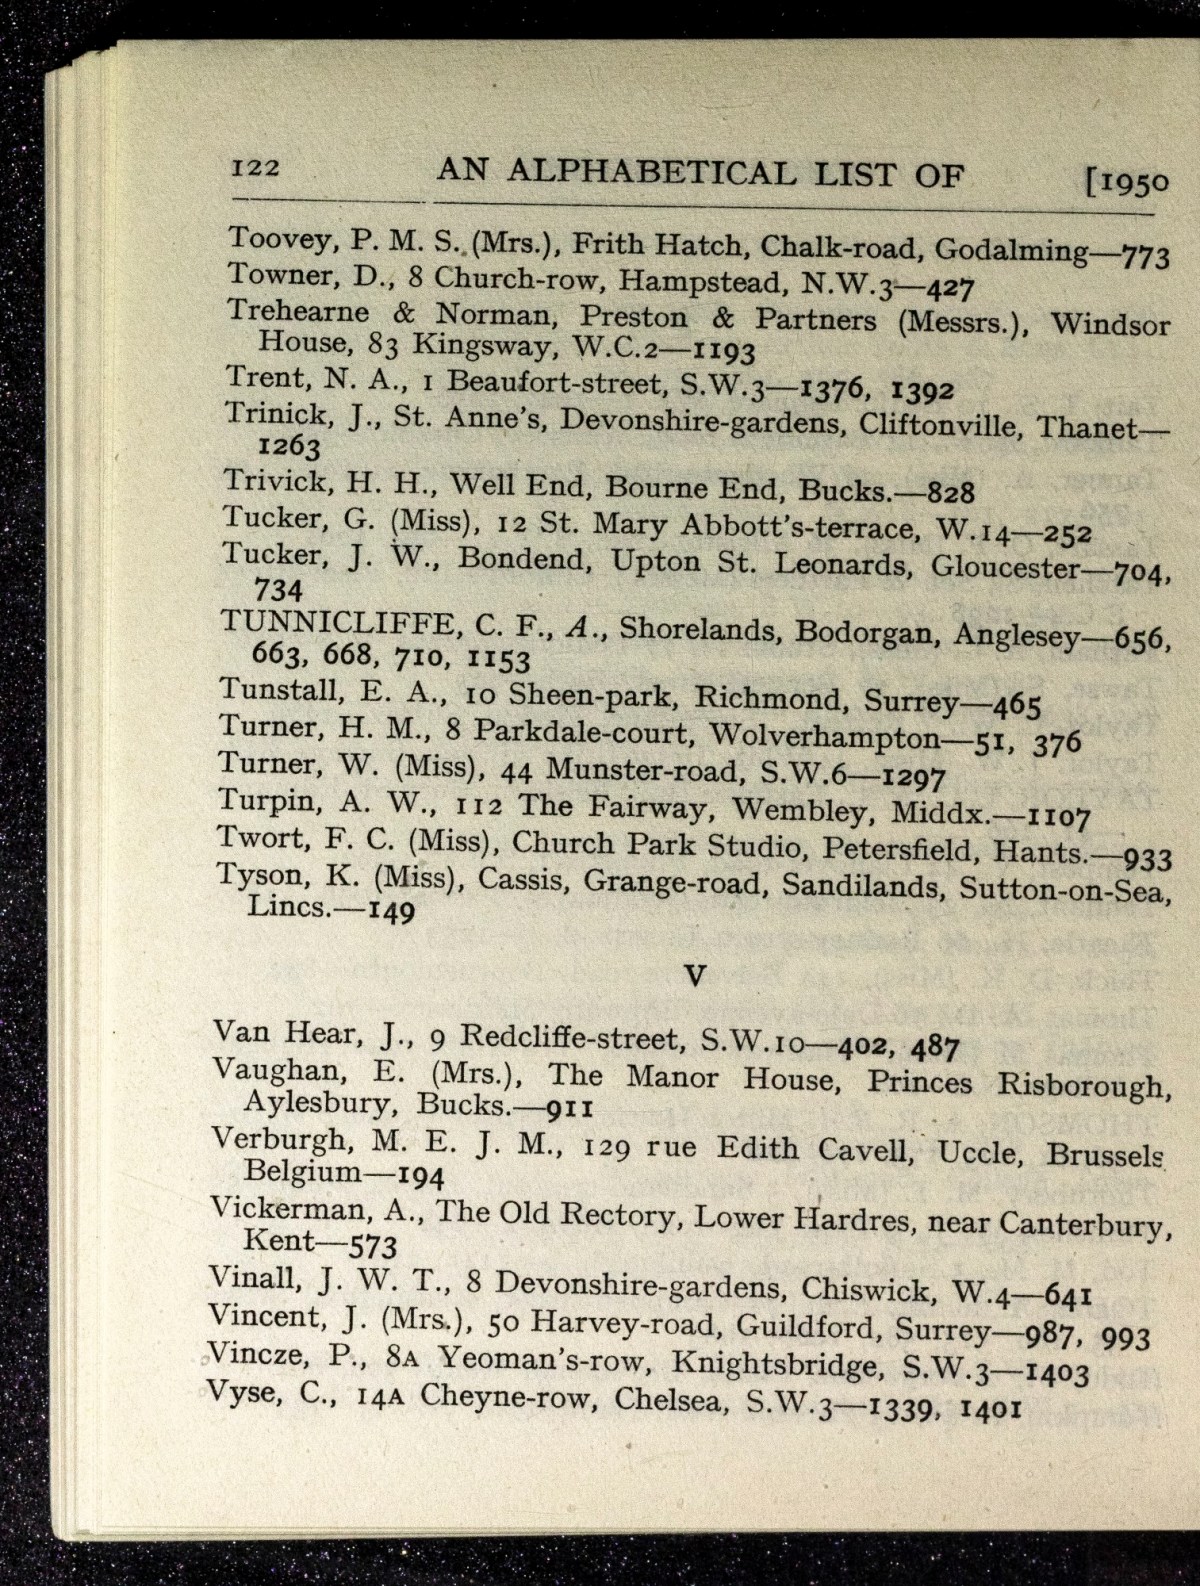 122 AN ALPHABETICAL LIST OF [1950
Toovey, P. M. S. (Mrs.), Frith Hatch, Chalk-road, Godalming—773
Towner, D., 8 Church-row, Hampstead, N.W.3—427
Trehearne & Norman, Preston & Partners (Messrs.), Windsor
House, 83 Kingsway, W.C.2—1193
Trent, N. A., 1 Beaufort-street, S.W.3—1376, 1392
Trinick, J., St. Anne's, Devonshire-gardens, Cliftonville, Thanet—
1263
Trivick, H. H., Well End, Bourne End, Bucks.—828
Tucker, G. (Miss), 12 St. Mary Abbott's-terrace, W.14—252
Tucker, J. W., Bondend, Upton St. Leonards, Gloucester—704,
734
TUNNICLIFFE, C. F., A., Shorelands, Bodorgan, Anglesey—656,
663, 668, 710, 1153
Tunstall, E. A., 10 Sheen-park, Richmond, Surrey—465
Turner, H. M., 8 Parkdale-court, Wolverhampton—51, 376
Turner, W. (Miss), 44 Munster-road, S.W.6—1297
Turpin, A. W., 112 The Fairway, Wembley, Middx.—1107
Twort, F. C. (Miss), Church Park Studio, Petersfield, Hants.—933
Tyson, K. (Miss), Cassis, Grange-road, Sandilands, Sutton-on-Sea,
Lincs.—149
V
Van Hear, J., 9 Redcliffe-street, S.W.10—402, 487
Vaughan, E. (Mrs.), The Manor House, Princes Risborough,
Aylesbury, Bucks.—911
Verburgh, M. E. J. M., 129 rue Edith Cavell, Uccle, Brussels
Belgium—194
Vickerman, A., The Old Rectory, Lower Hardres, near Canterbury,
Kent—573
Vinall, J. W. T., 8 Devonshire-gardens, Chiswick, W.4—641
Vincent, J. (Mrs.), 50 Harvey-road, Guildford, Surrey—987, 993
Vincze, P., 8A Yeoman's-row, Knightsbridge, S.W.3—1403
Vyse, C., 14A Cheyne-row, Chelsea, S.W.3—1339, 1401